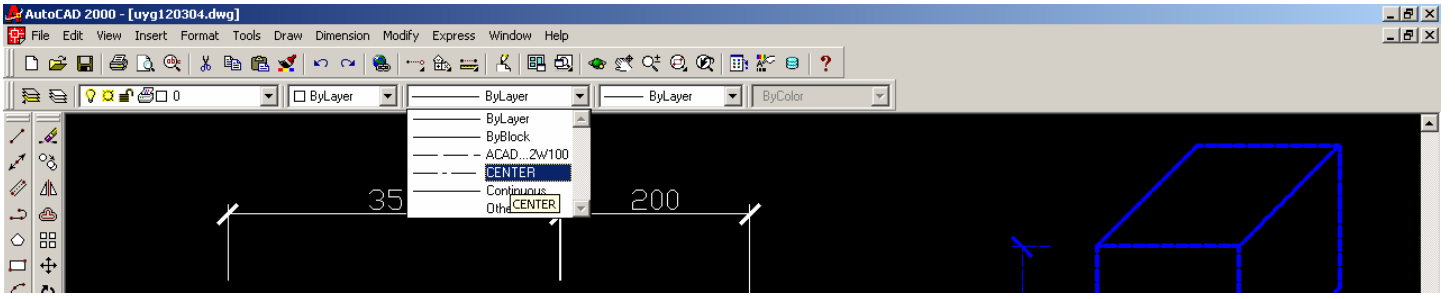 AutoCAD 2000 - [uyg120304.dwg]
File Edit View Insert Format Tools Draw Dimension Modify Express Window Help
0 ByLayer ByLayer ByLayer ByColor
ByLayer
ByBlock
ACAD...2W100
CENTER
Continuous
CENTER
35 200